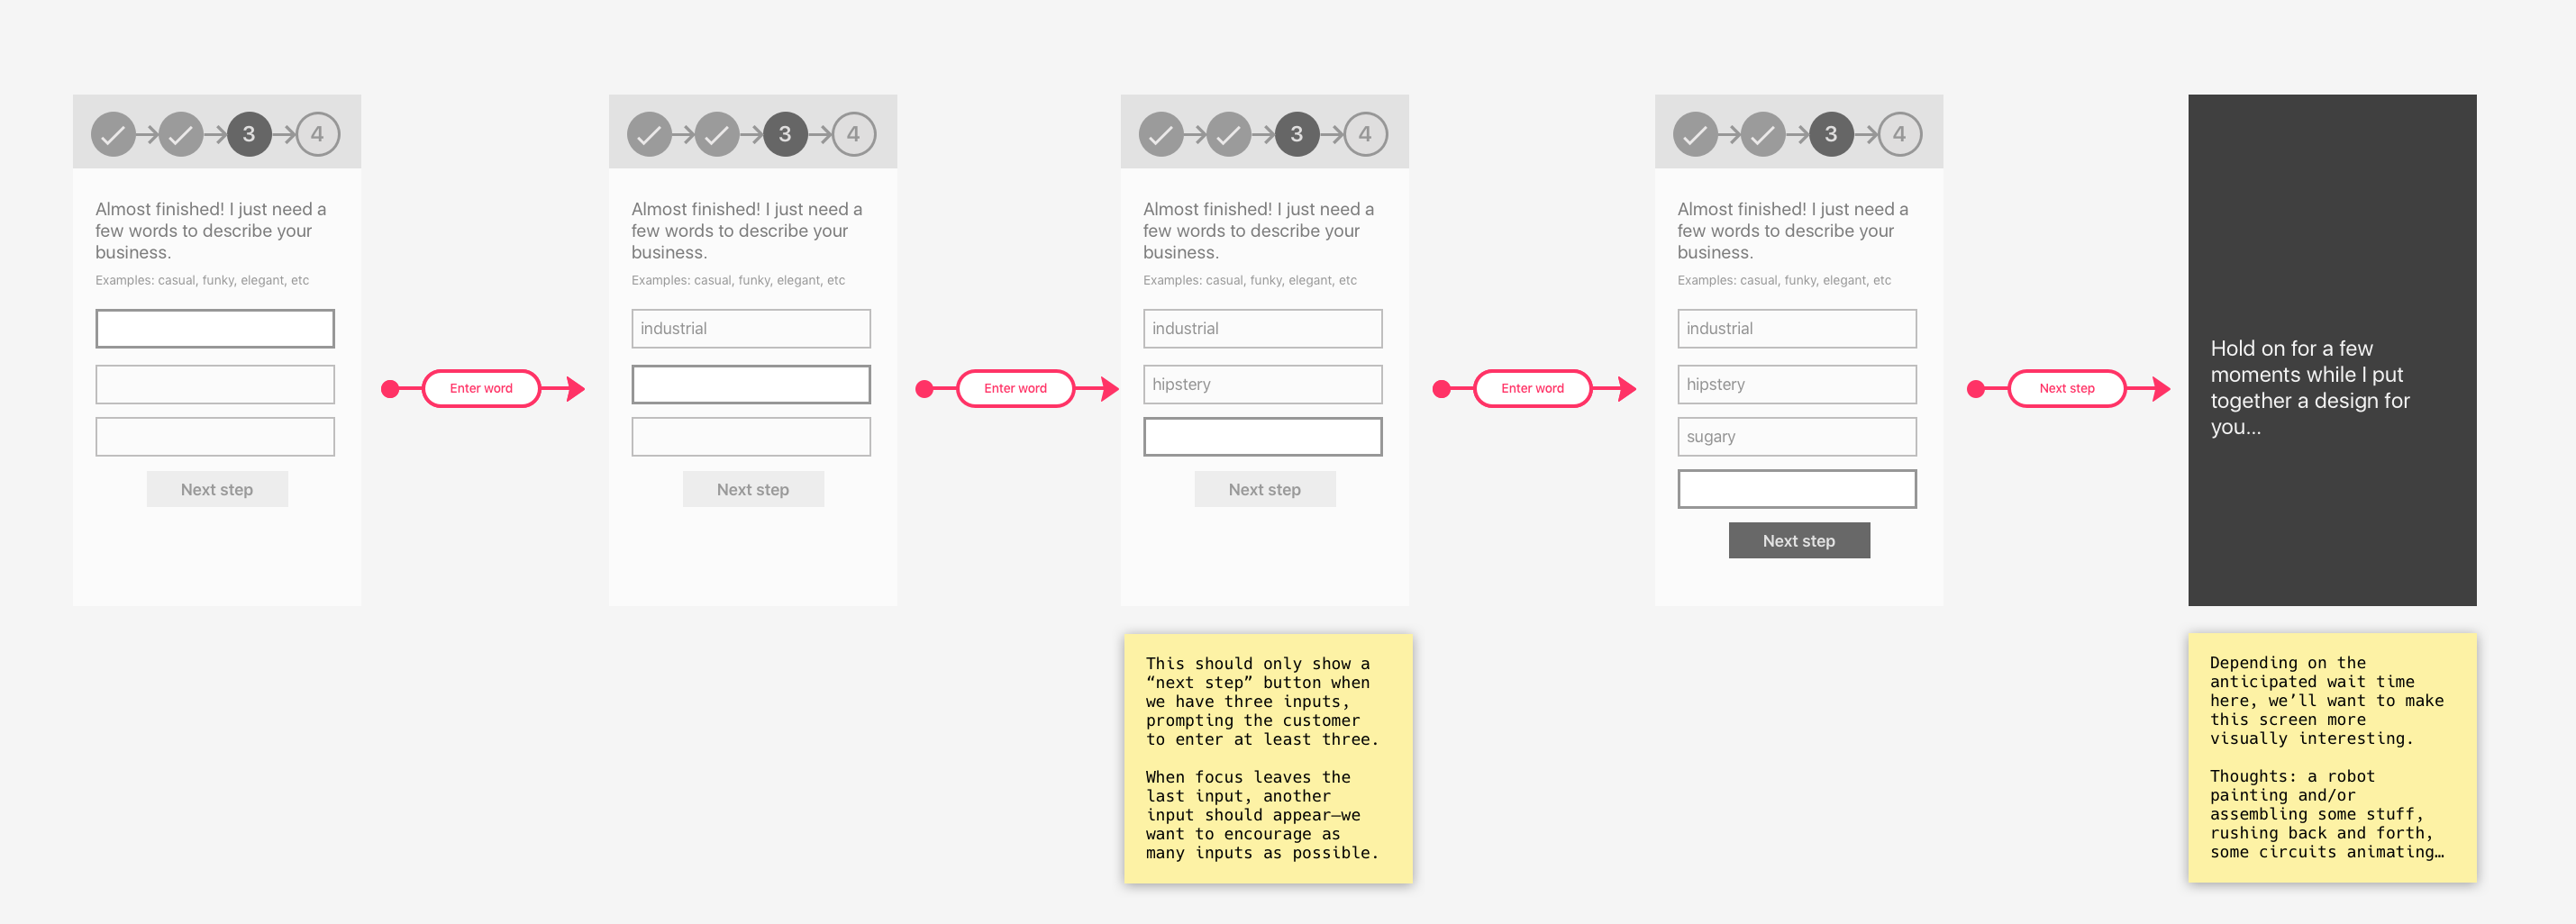 3
4
Almost finished! I just need a
few words to describe your
business.
Examples: casual, funky, elegant, etc
Next step
Enter word
3
4
Almost finished! I just need a
few words to describe your
business.
Examples: casual, funky, elegant, etc
industrial
Next step
Enter word
3
4
Almost finished! I just need a
few words to describe your
business.
Examples: casual, funky, elegant, etc
industrial
hipstery
Next step
This should only show a
“next step” button when
we have three inputs,
prompting the customer
to enter at least three.
When focus leaves the
last input, another
input should appear—we
want to encourage as
many inputs as possible.
Enter word
3
4
Almost finished! I just need a
few words to describe your
business.
Examples: casual, funky, elegant, etc
industrial
hipstery
sugary
Next step
Next step
Hold on for a few
moments while I put
together a design for
you...
Depending on the
anticipated wait time
here, we’ll want to make
this screen more
visually interesting.
Thoughts: a robot
painting and/or
assembling some stuff,
rushing back and forth,
some circuits animating…